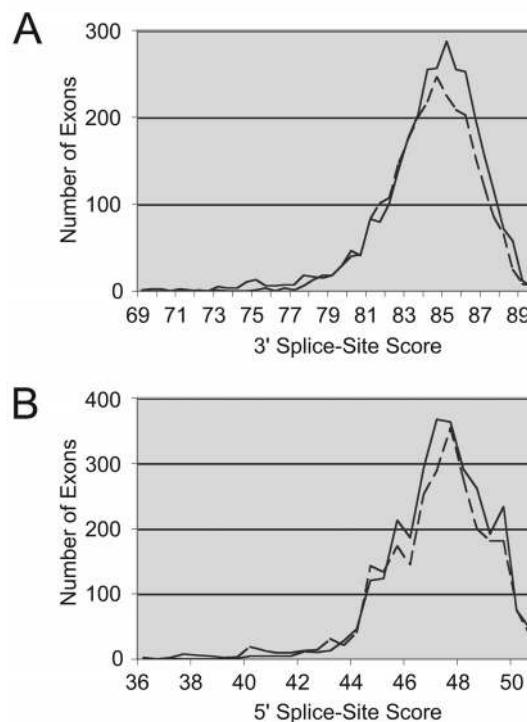 A
Number of Exons
300
200
100
0
69 71 73 75 77 79 81 83 85 87 89
3' Splice-Site Score
B
Number of Exons
400
300
200
100
0
36 38 40 42 44 46 48 50
5' Splice-Site Score